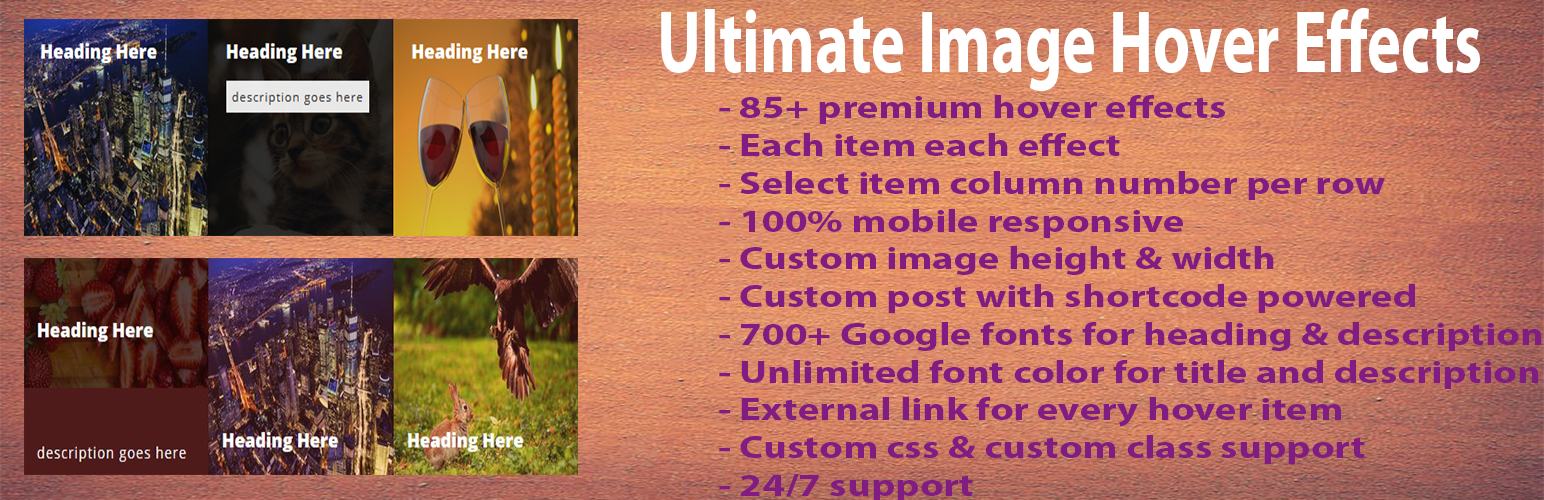 Heading Here
Heading Here
Heading Here
description goes here
Heading Here
Heading Here
Heading Here
description goes here
Ultimate Image Hover Effects
- 85+ premium hover effects
- Each item each effect
- Select item column number per row
- 100% mobile responsive
- Custom image height & width
- Custom post with shortcode powered
- 700+ Google fonts for heading & description
- Unlimited font color for title and description
- External link for every hover item
- Custom css & custom class support
- 24/7 support